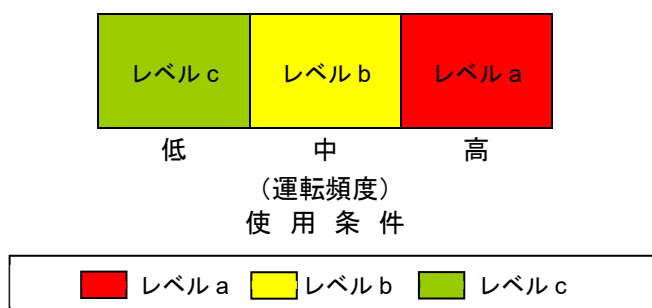 レベル c レベル b レベル a
低 中 高
（運転頻度）
使 用 条 件
レベル a レベル b レベル c